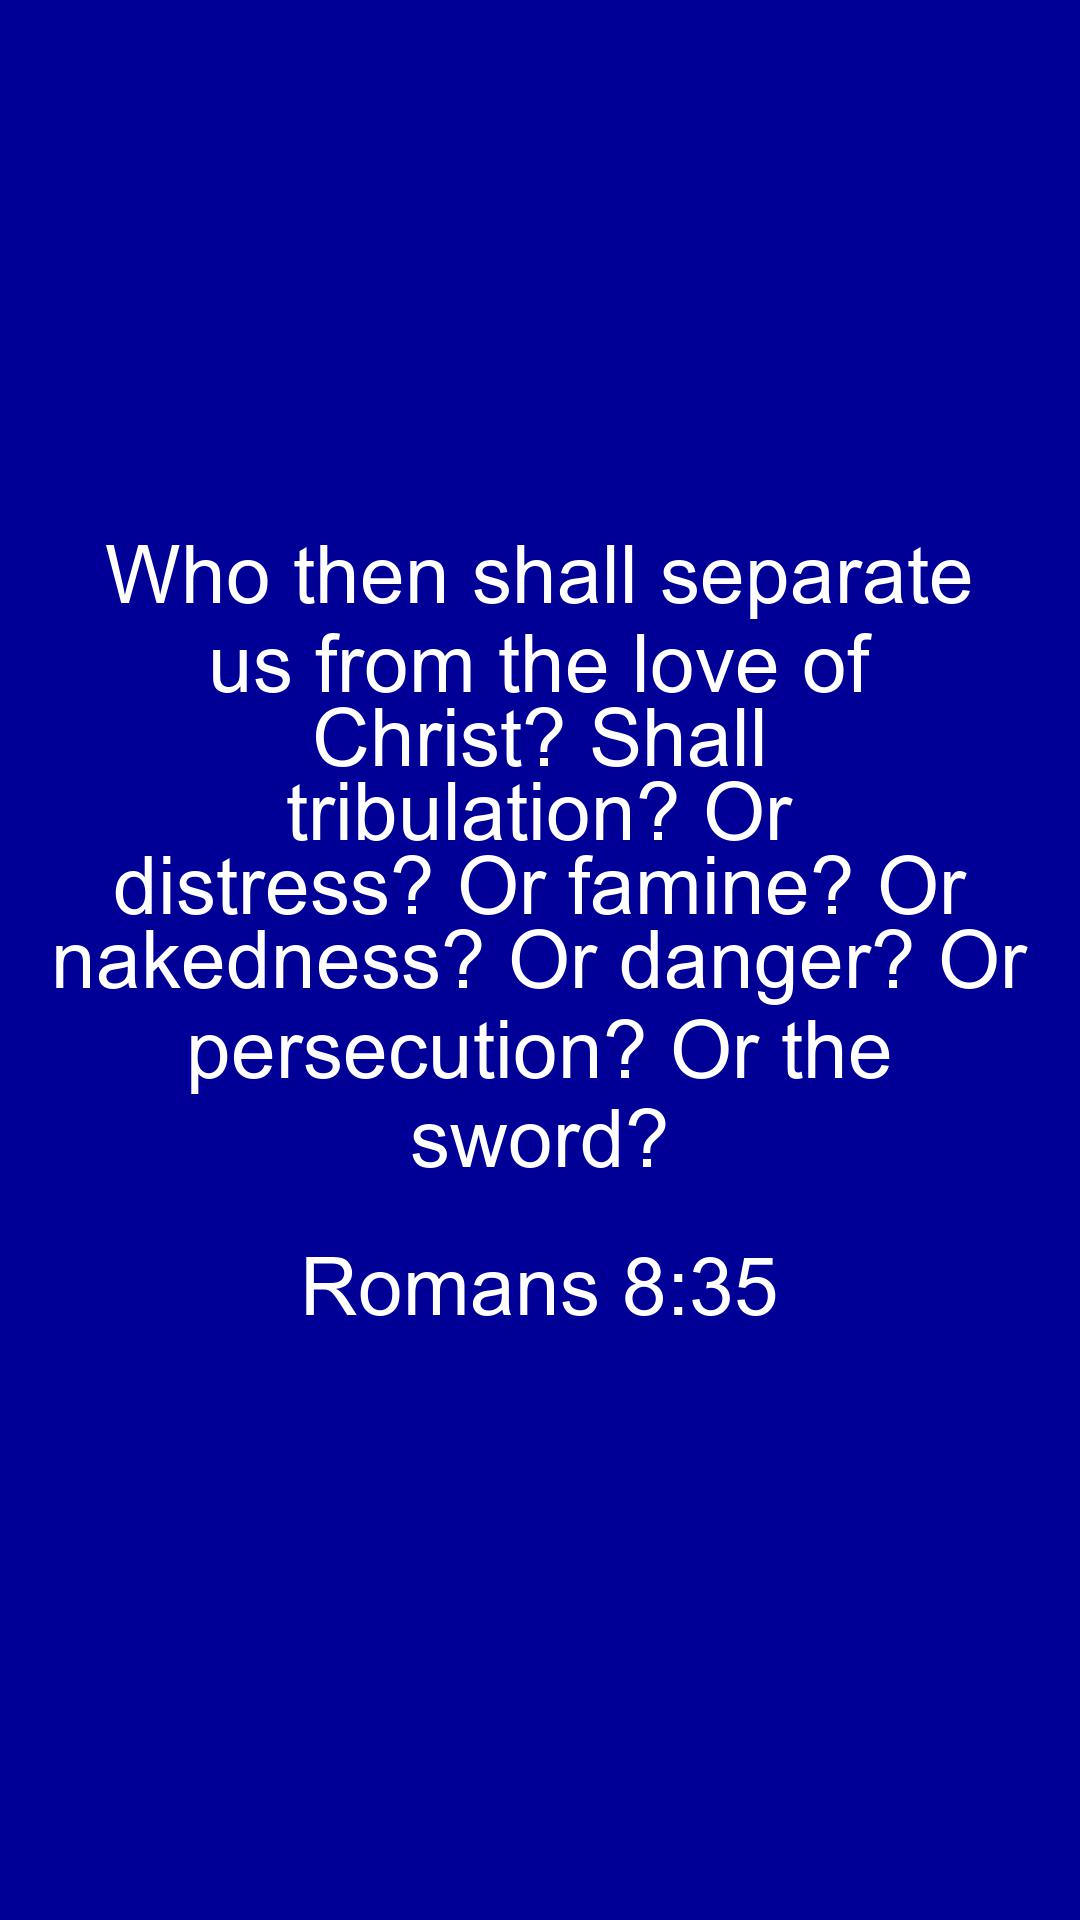 Who then shall separate
us from the love of
Christ? Shall
tribulation? Or
distress? Or famine? Or
nakedness? Or danger? Or
persecution? Or the
sword?
Romans 8:35